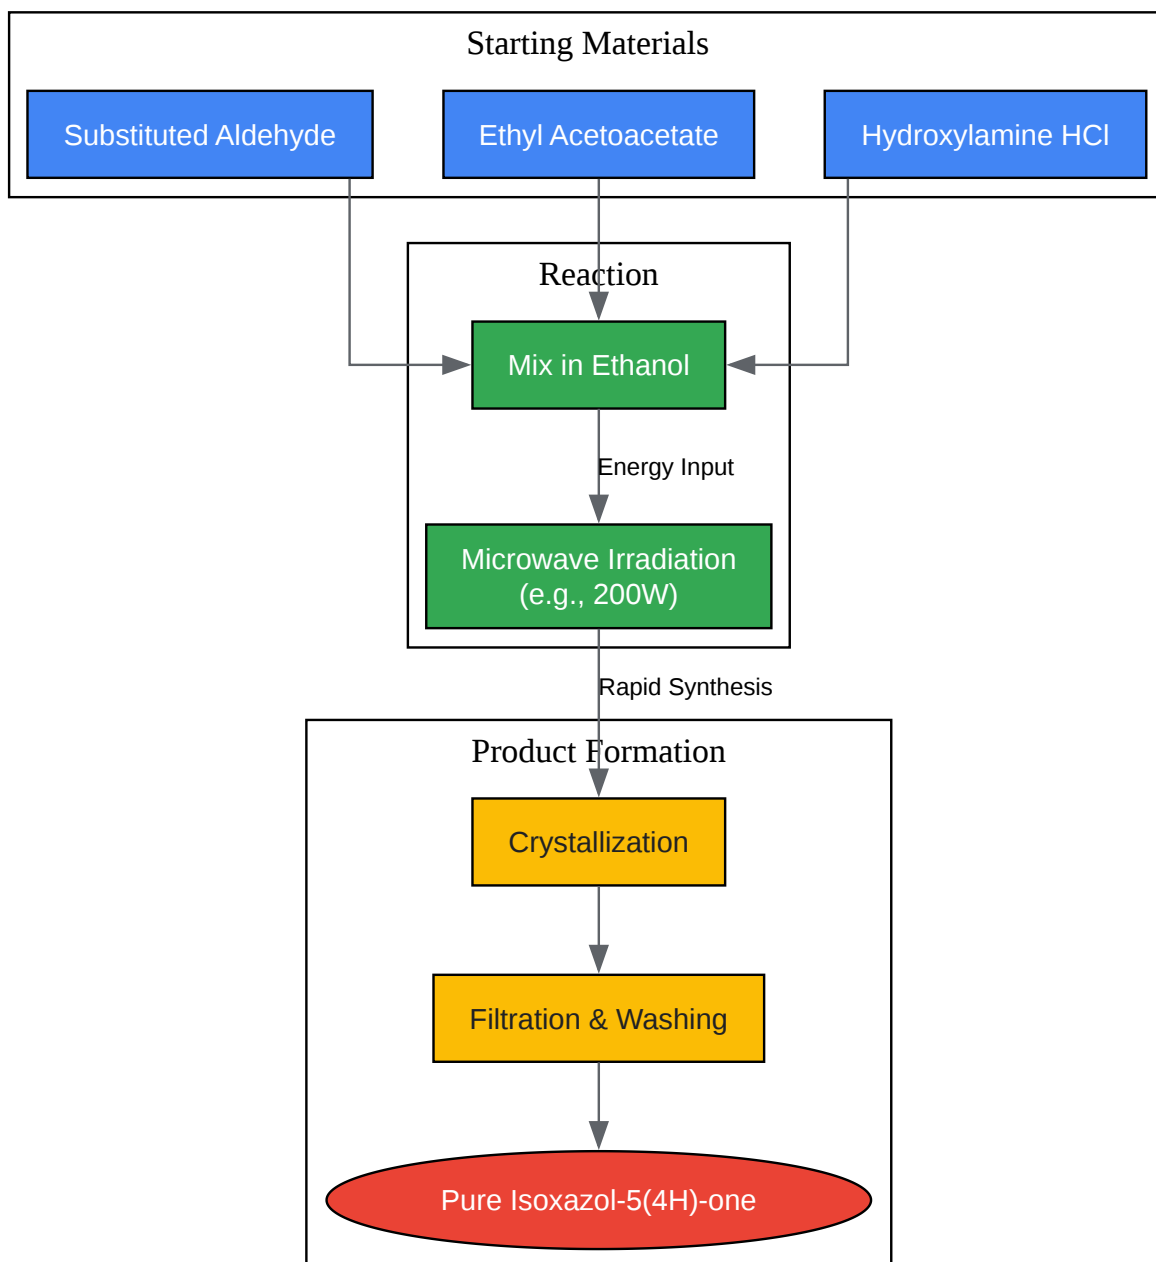 Starting Materials
Substituted Aldehyde
Ethyl Acetoacetate
Hydroxylamine HCl
Reaction
Mix in Ethanol
Energy Input
Microwave Irradiation
(e.g., 200W)
Rapid Synthesis
Product Formation
Crystallization
Filtration & Washing
Pure Isoxazol-5(4H)-one